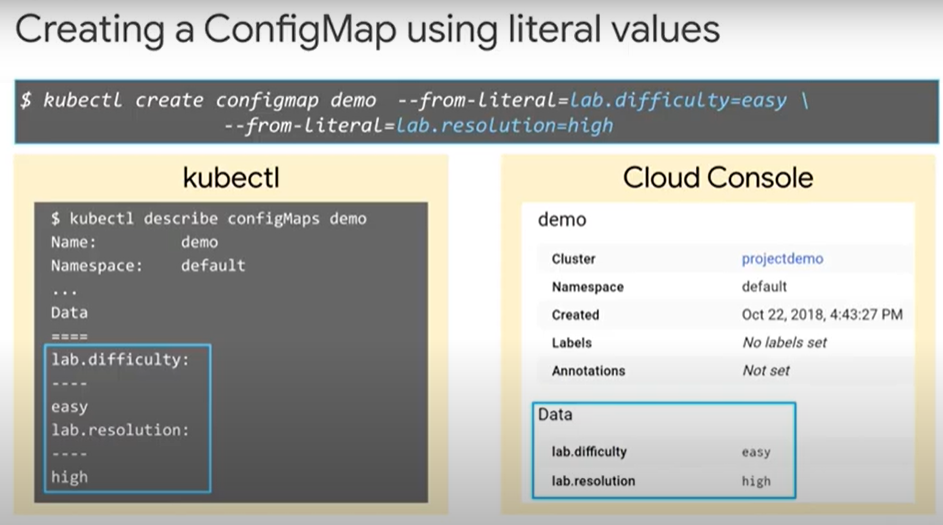 Creating a ConfigMap using literal values
$ kubectl create configmap demo --from-literal=lab.difficulty=easy \
--from-literal=lab.resolution=high
kubectl
$ kubectl describe configMaps demo
Name: demo
Namespace: default
...
Data
====
lab.difficulty:
----
easy
lab.resolution:
----
high
Cloud Console
demo
Cluster projectdemo
Namespace default
Created Oct 22, 2018, 4:43:27 PM
Labels No labels set
Annotations Not set
Data
lab.difficulty easy
lab.resolution high